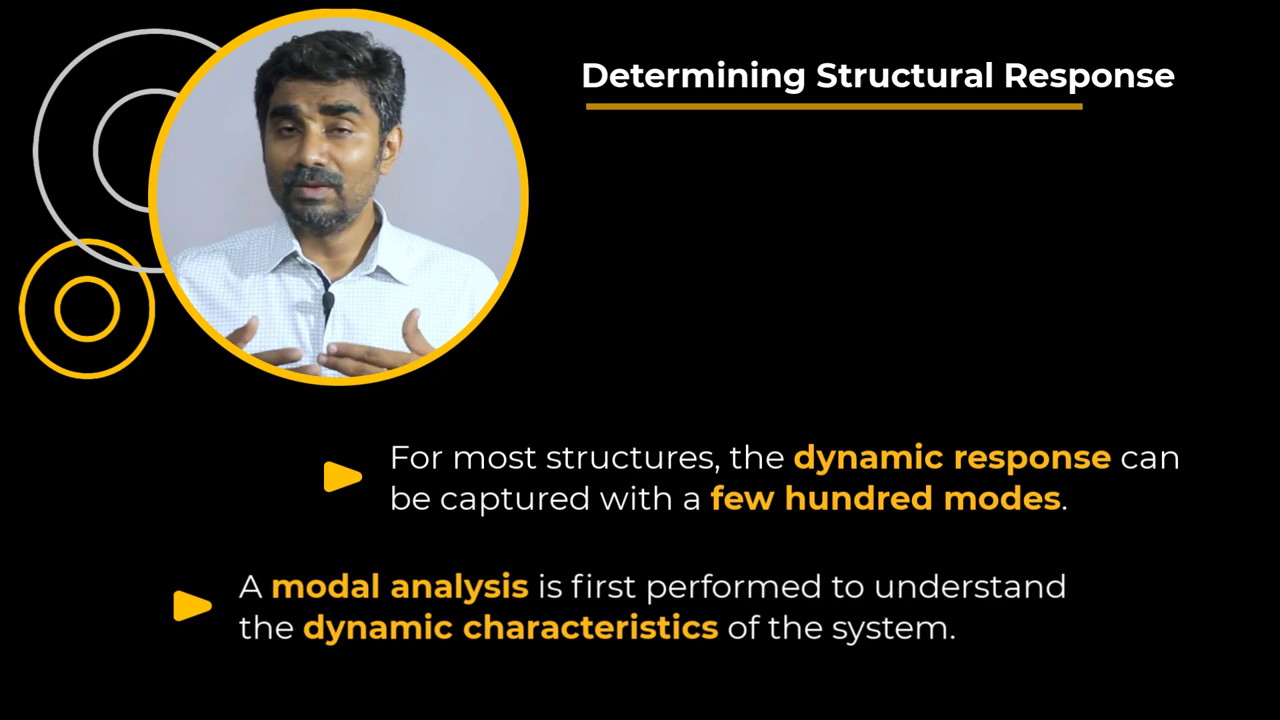 Determining Structural Response
For most structures, the dynamic response can
be captured with a few hundred modes.
A modal analysis is first performed to understand
the dynamic characteristics of the system.